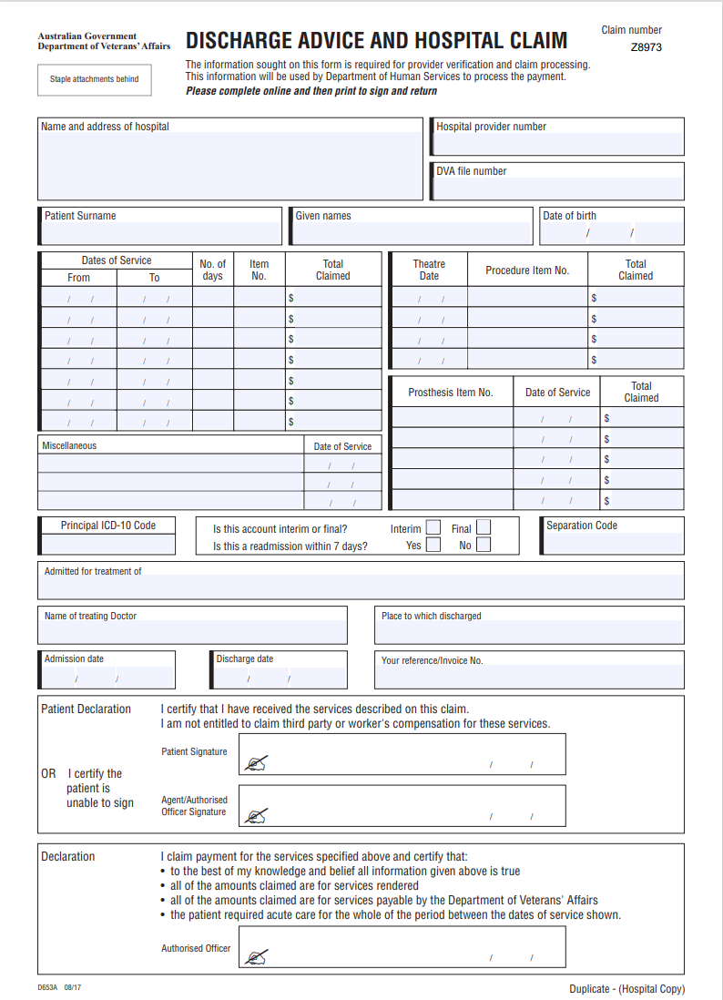 Australian Government
Department of Veterans' Affairs
DISCHARGE ADVICE AND HOSPITAL CLAIM
Claim number
Z8973
Staple attachments behind
The information sought on this form is required for provider verification and claim processing.
This information will be used by Department of Human Services to process the payment.
Please complete online and then print to sign and return
Name and address of hospital
Hospital provider number
DVA file number
Patient Surname
Given names
Date of birth
/ /
Dates of Service
From To
No. of days
Item No.
Total Claimed
/ / / / $
/ / / / $
/ / / / $
/ / / / $
/ / / / $
/ / / / $
/ / / / $
Theatre Date
Procedure Item No.
Total Claimed
/ / $
/ / $
/ / $
/ / $
Prosthesis Item No.
Date of Service
Total Claimed
/ / $
/ / $
/ / $
/ / $
/ / $
Miscellaneous
Date of Service
/ /
/ /
/ /
Principal ICD-10 Code
Is this account interim or final? Interim Final
Is this a readmission within 7 days? Yes No
Separation Code
Admitted for treatment of
Name of treating Doctor
Place to which discharged
Admission date
/ /
Discharge date
/ /
Your reference/Invoice No.
Patient Declaration
I certify that I have received the services described on this claim.
I am not entitled to claim third party or worker's compensation for these services.
Patient Signature
/ /
OR I certify the
patient is
unable to sign
Agent/Authorised
Officer Signature
/ /
Declaration
I claim payment for the services specified above and certify that:
• to the best of my knowledge and belief all information given above is true
• all of the amounts claimed are for services rendered
• all of the amounts claimed are for services payable by the Department of Veterans' Affairs
• the patient required acute care for the whole of the period between the dates of service shown.
Authorised Officer
/ /
D653A 08/17
Duplicate - (Hospital Copy)